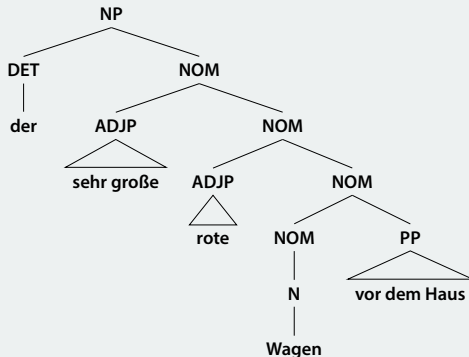 NP
DET NOM
der ADJP NOM
sehr große ADJP NOM
rote NOM PP
N vor dem Haus
Wagen